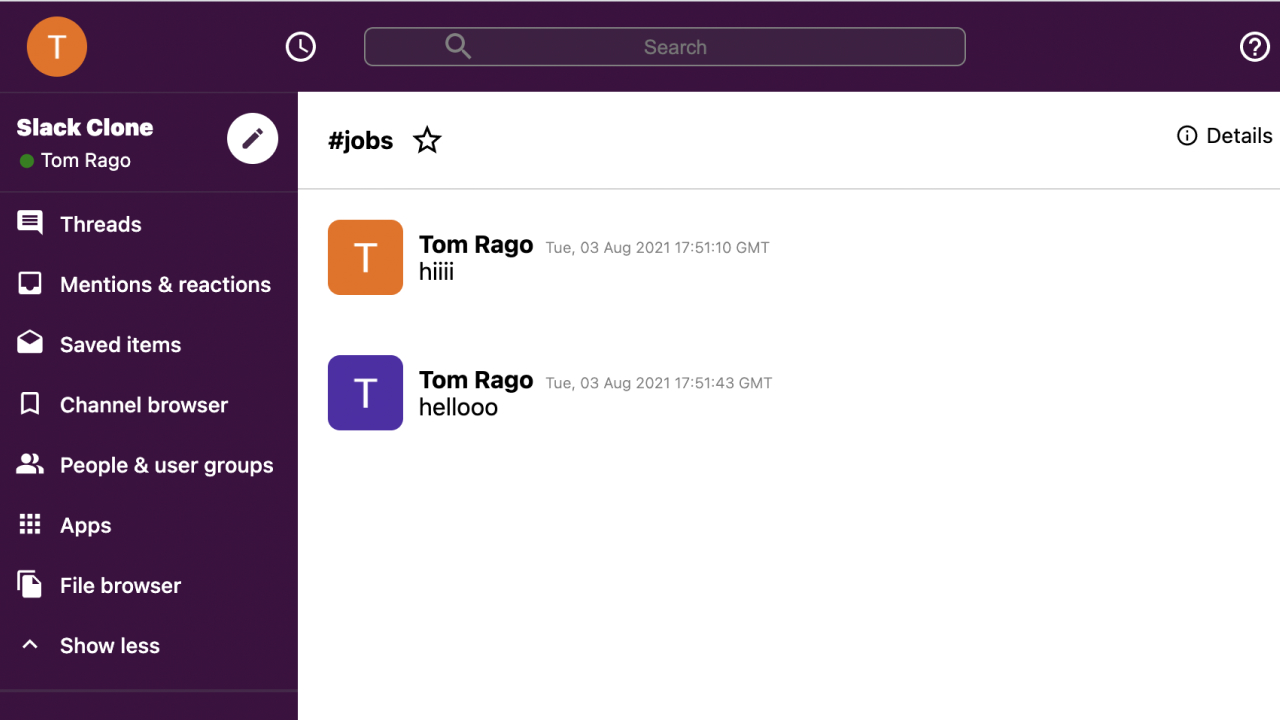 T
Search
Slack Clone
Tom Rago
#jobs
Details
Threads
Mentions & reactions
Saved items
Channel browser
People & user groups
Apps
File browser
Show less
T
Tom Rago Tue, 03 Aug 2021 17:51:10 GMT
hiiii
T
Tom Rago Tue, 03 Aug 2021 17:51:43 GMT
hellooo